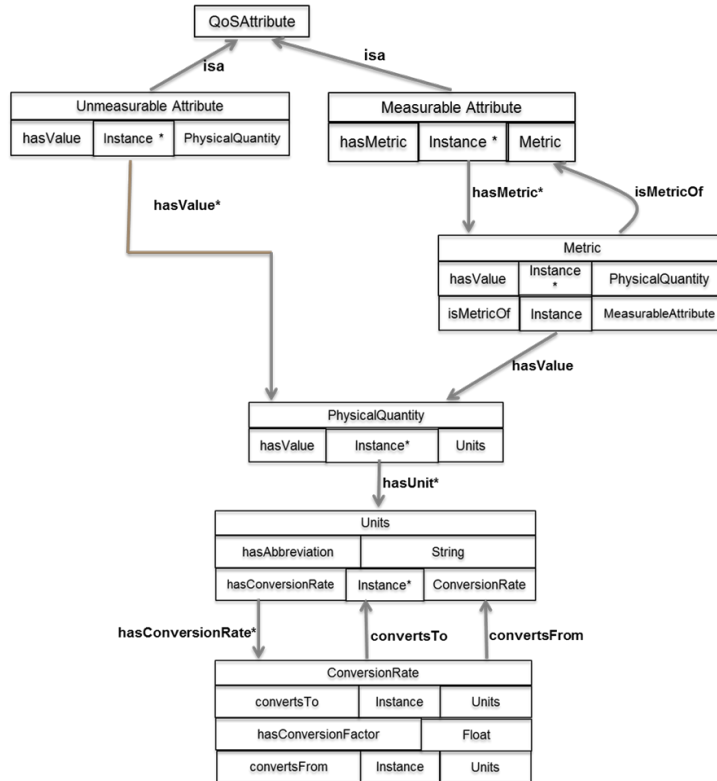 QoSAttribute
isa
isa
Unmeasurable Attribute
hasValue Instance * PhysicalQuantity
Measurable Attribute
hasMetric Instance * Metric
hasValue*
hasMetric*
isMetricOf
Metric
hasValue Instance * PhysicalQuantity
isMetricOf Instance MeasurableAttribute
hasValue
PhysicalQuantity
hasValue Instance* Units
hasUnit*
Units
hasAbbreviation String
hasConversionRate Instance* ConversionRate
hasConversionRate*
convertsTo
convertsFrom
ConversionRate
convertsTo Instance Units
hasConversionFactor Float
convertsFrom Instance Units